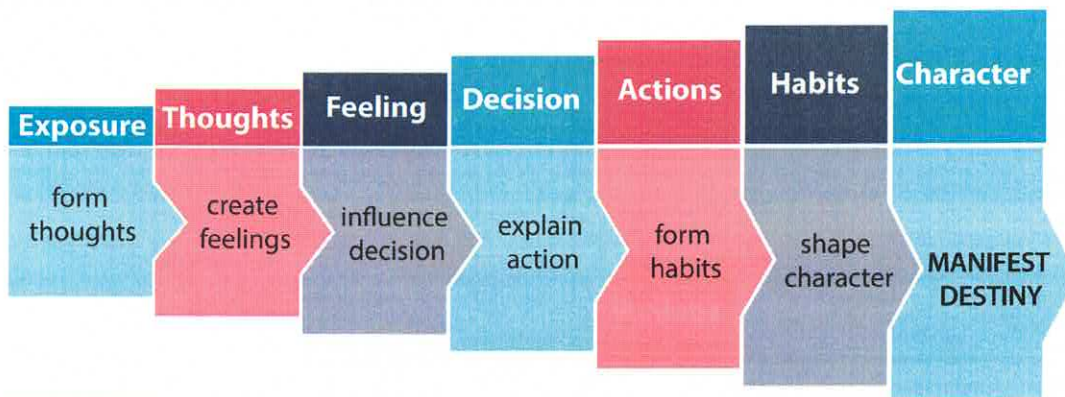 Exposure
Thoughts
Feeling
Decision
Actions
Habits
Character
form
thoughts
create
feelings
influence
decision
explain
action
form
habits
shape
character
MANIFEST
DESTINY